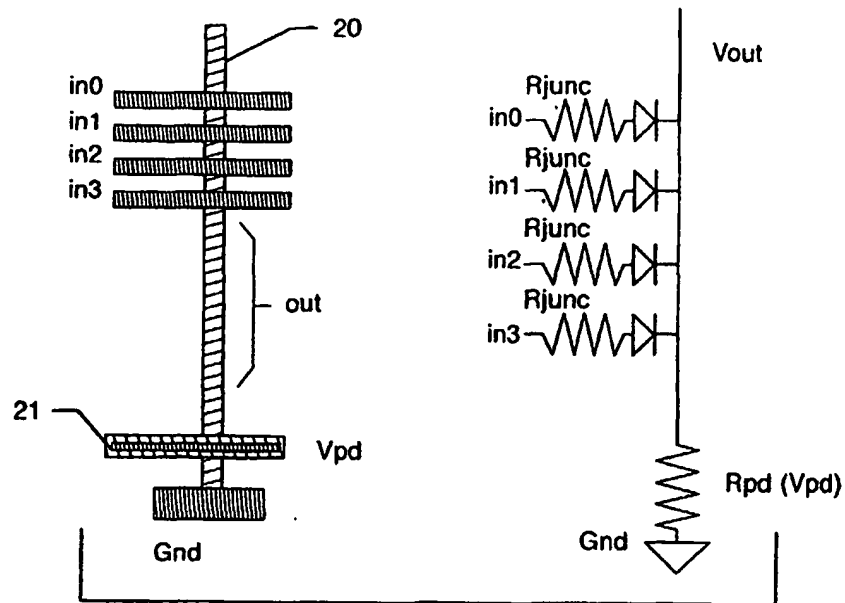 20
in0
in1
in2
in3
out
21
Vpd
Gnd
Vout
Rjunc
in0
Rjunc
in1
Rjunc
in2
Rjunc
in3
Rpd (Vpd)
Gnd